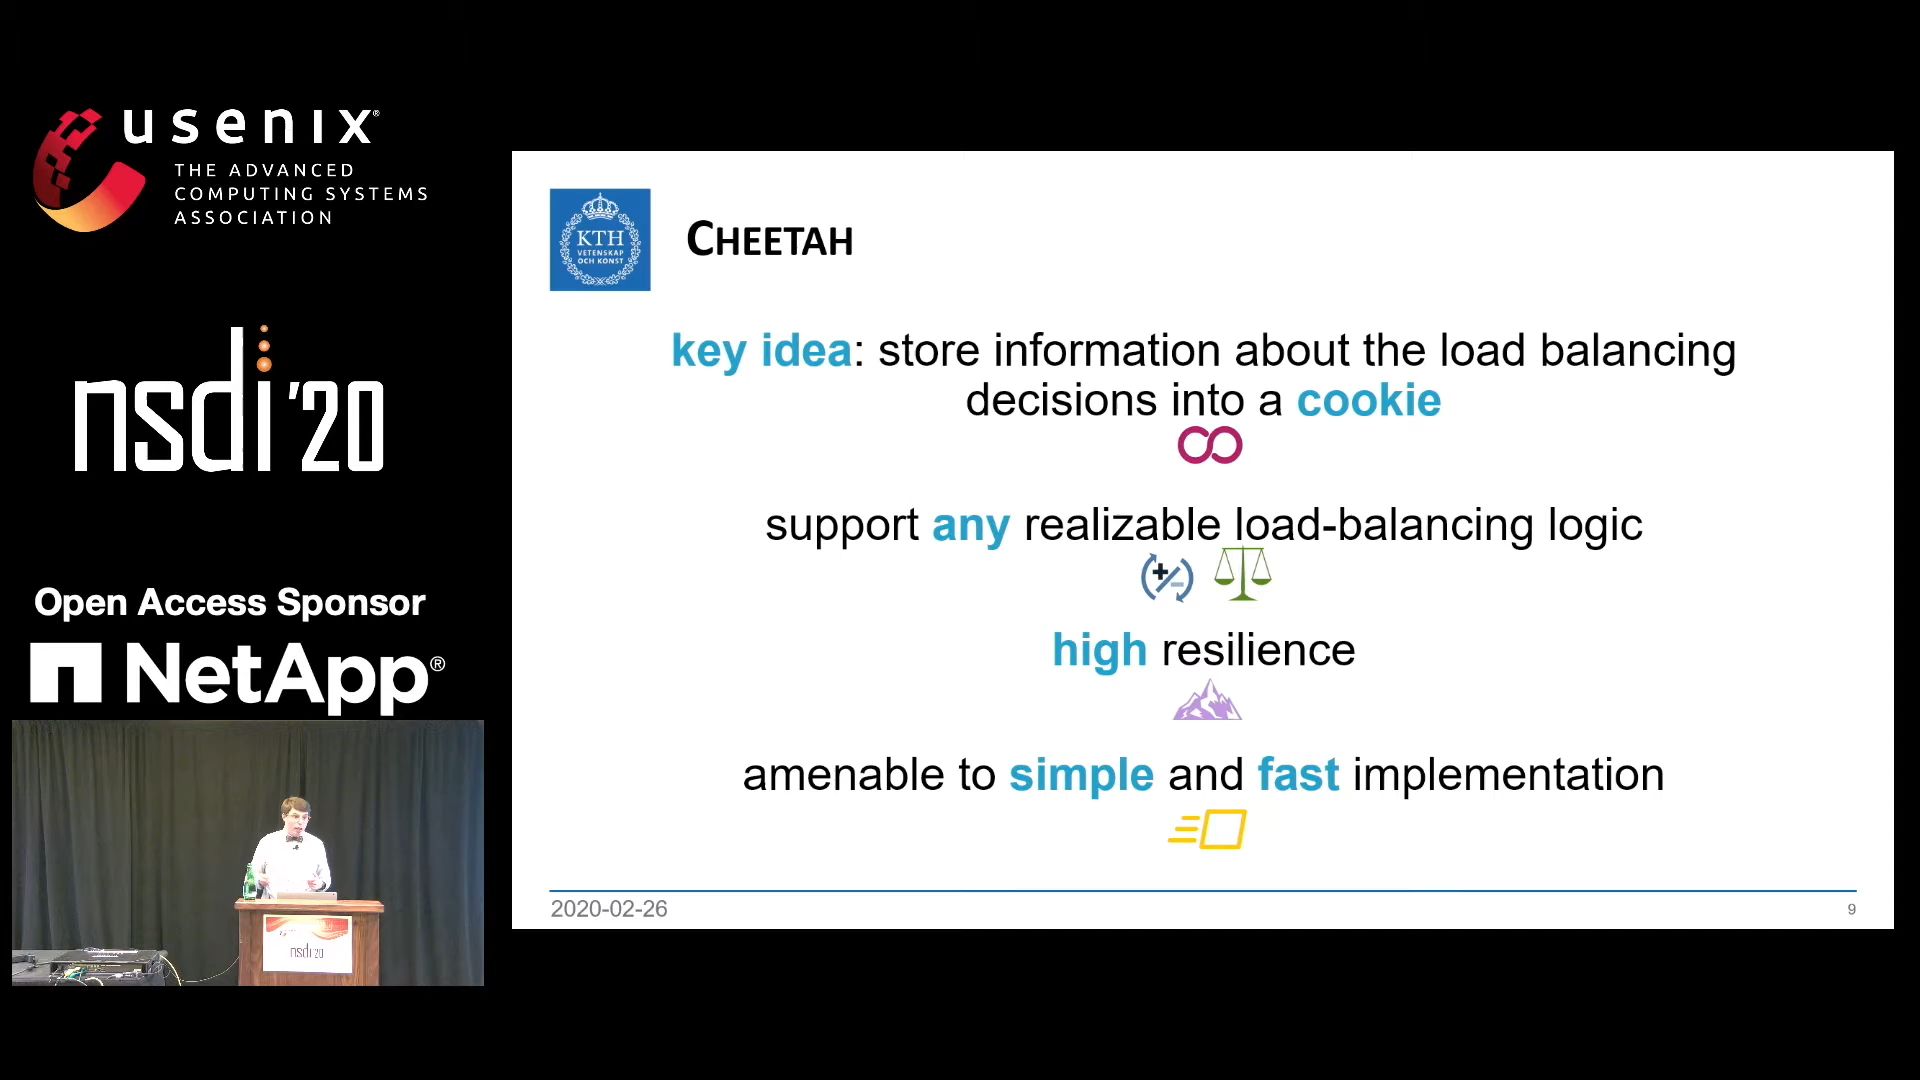 usenix®
THE ADVANCED
COMPUTING SYSTEMS
ASSOCIATION
nsdi '20
Open Access Sponsor
NetApp®
nsdi '20
KTH
VETENSKAP
OCH KONST
CHEETAH
key idea: store information about the load balancing
decisions into a cookie
support any realizable load-balancing logic
high resilience
amenable to simple and fast implementation
2020-02-26
9